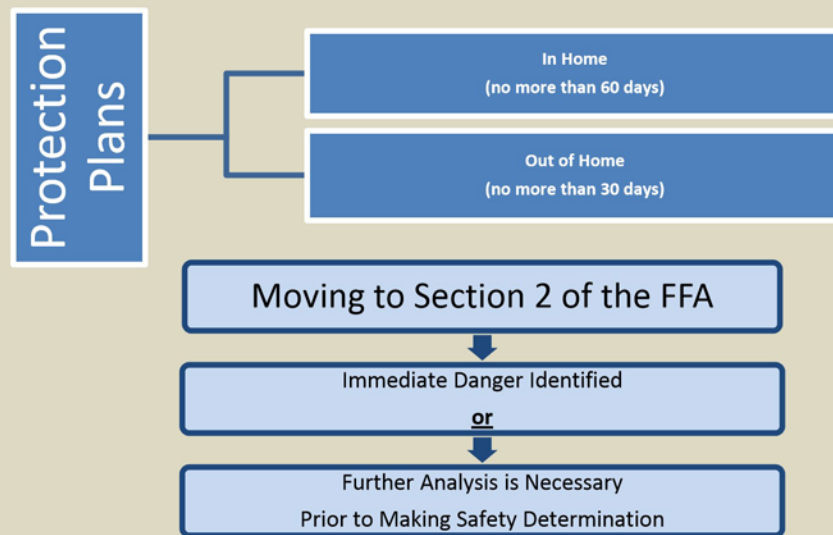 Protection
Plans
In Home
(no more than 60 days)
Out of Home
(no more than 30 days)
Moving to Section 2 of the FFA
Immediate Danger Identified
or
Further Analysis is Necessary
Prior to Making Safety Determination